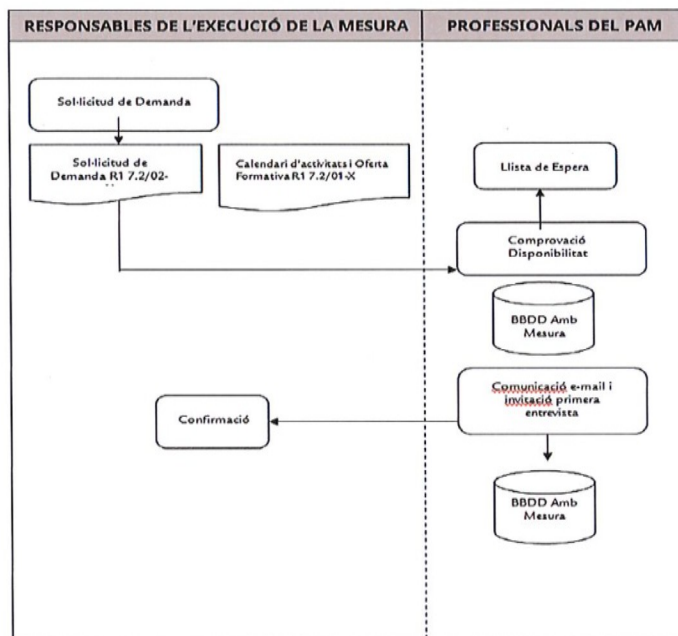 RESPONSABLES DE L'EXECUCIÓ DE LA MESURA
PROFESSIONALS DEL PAM
Sol·licitud de Demanda
Sol·licitud de
Demanda R1 7.2/02-
Calendari d'activitats i Oferta
Formativa R1 7.2/01-X
Llista de Espera
Comprovació
Disponibilitat
BBDD Amb
Mesura
Comunicació e-mail i
invitació primera
entrevista
Confirmació
BBDD Amb
Mesura